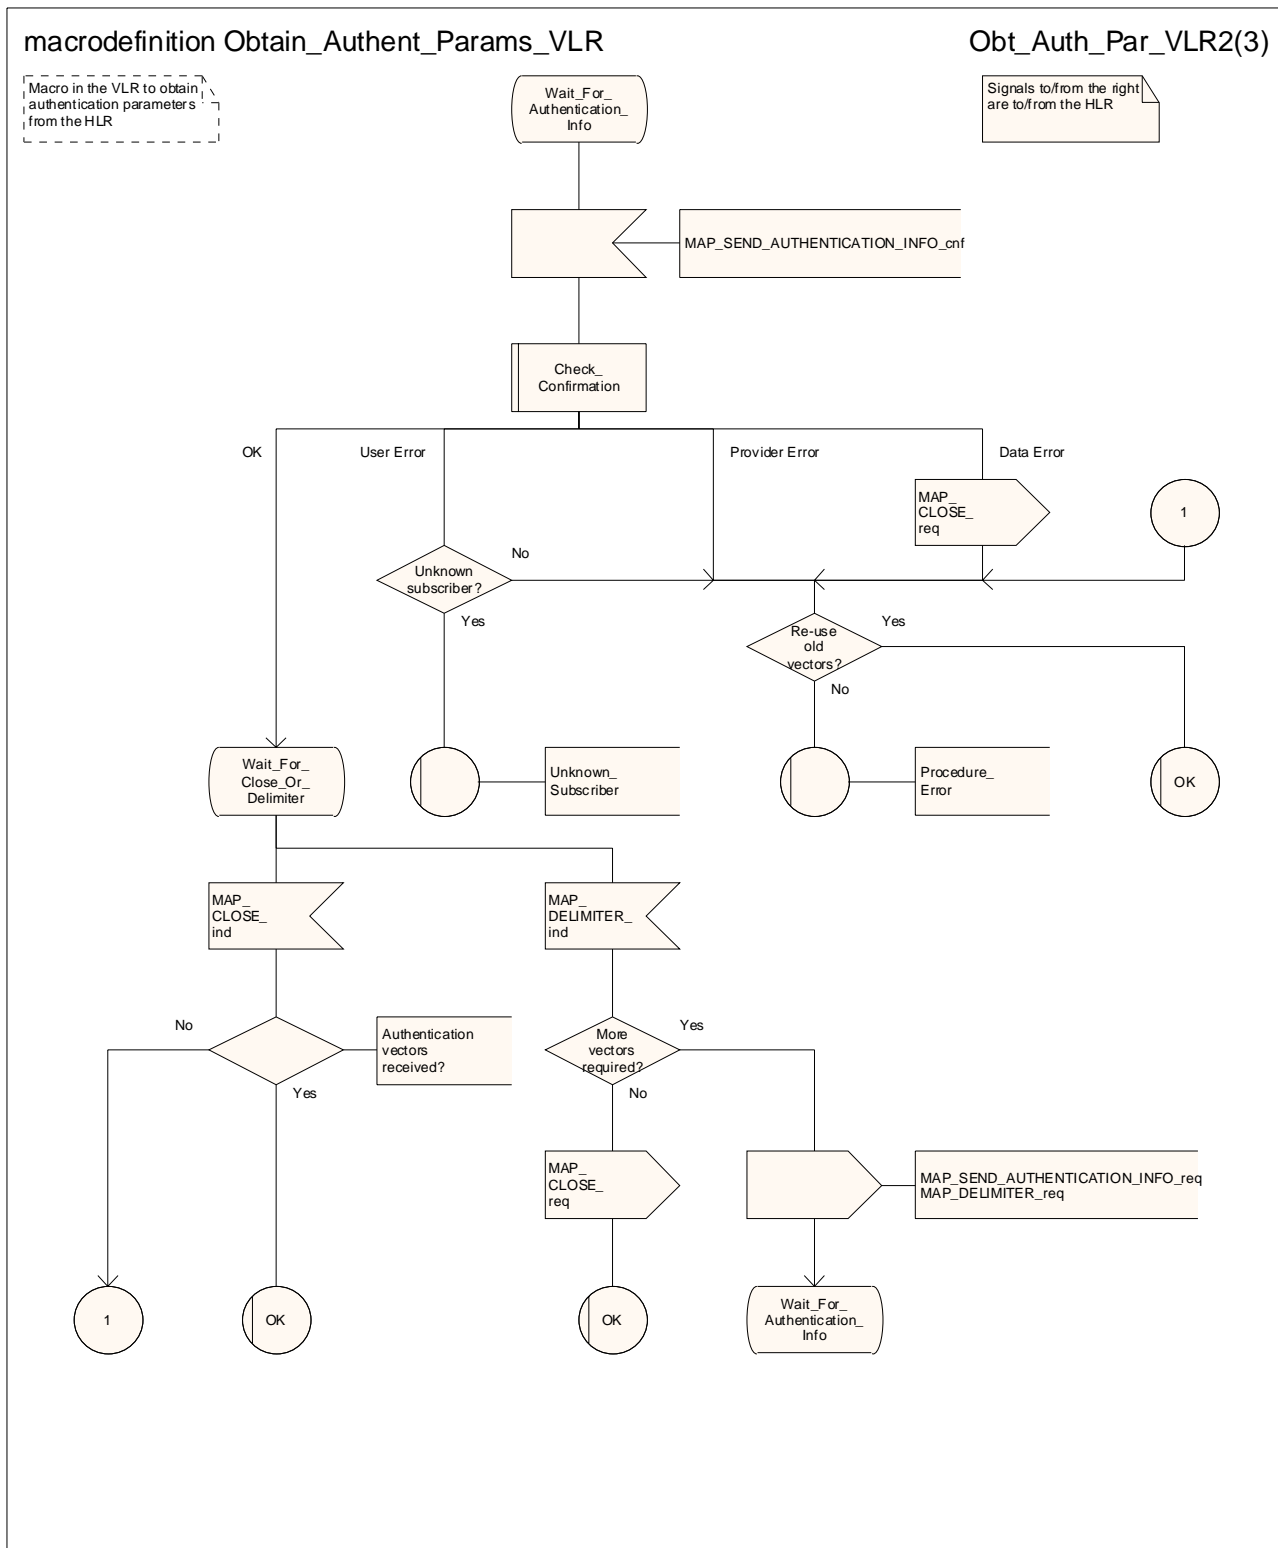 macrodefinition Obtain_Authent_Params_VLR
Obt_Auth_Par_VLR2(3)
Macro in the VLR to obtain
authentication parameters
from the HLR
Wait_For_
Authentication_
Info
Signals to/from the right
are to/from the HLR
MAP_SEND_AUTHENTICATION_INFO_cnf
Check_
Confirmation
OK
User Error
Provider Error
Data Error
MAP_
CLOSE_
req
1
Unknown
subscriber?
No
Yes
Re-use
old
vectors?
Yes
No
Wait_For_
Close_Or_
Delimiter
Unknown_
Subscriber
Procedure_
Error
OK
MAP_
CLOSE_
ind
MAP_
DELIMITER_
ind
No
Authentication
vectors
received?
Yes
More
vectors
required?
Yes
No
MAP_
CLOSE_
req
MAP_SEND_AUTHENTICATION_INFO_req
MAP_DELIMITER_req
1
OK
OK
Wait_For_
Authentication_
Info